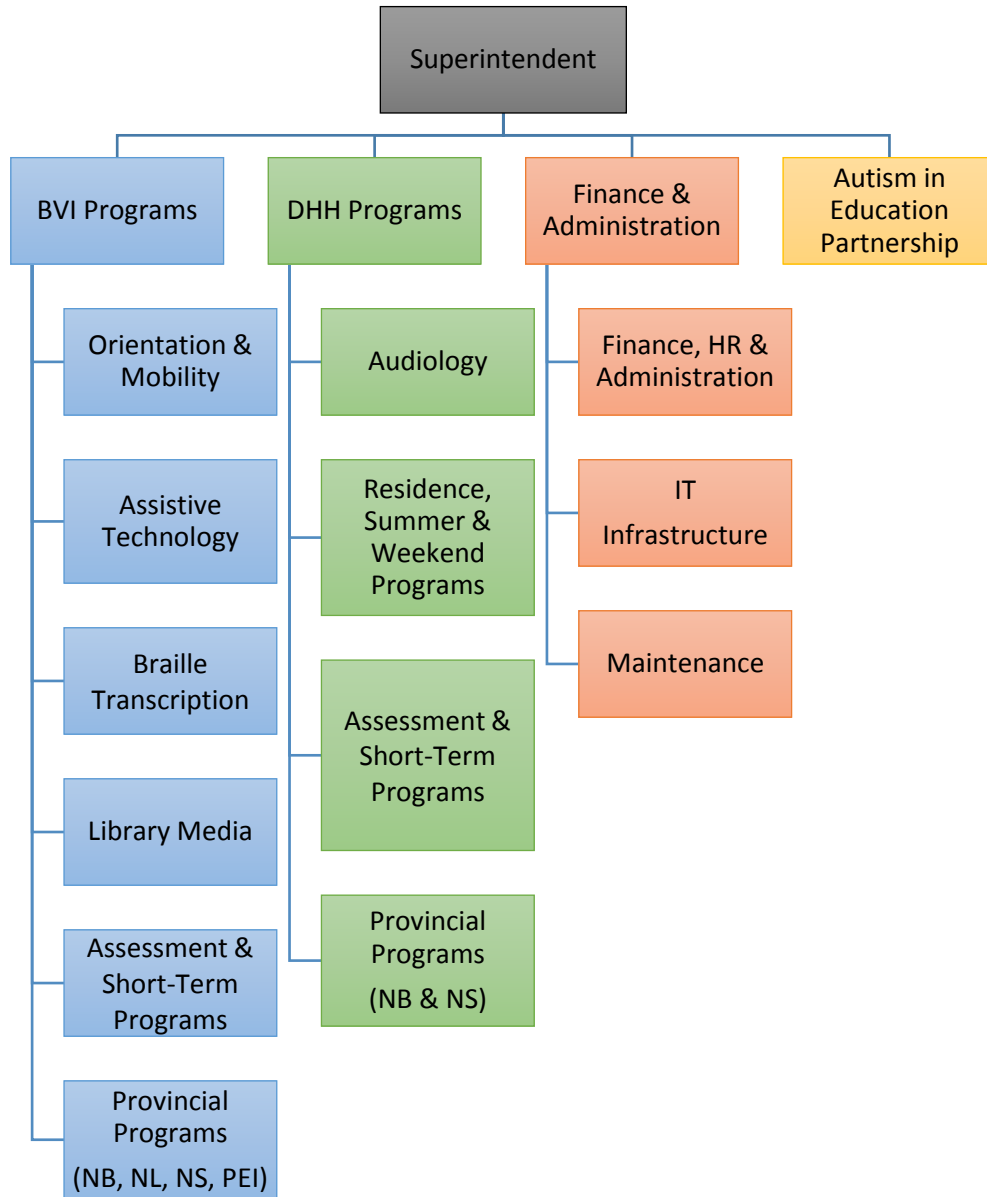 Superintendent
BVI Programs
DHH Programs
Finance &
Administration
Autism in
Education
Partnership
Orientation &
Mobility
Assistive
Technology
Braille
Transcription
Library Media
Assessment &
Short-Term
Programs
Provincial
Programs
(NB, NL, NS, PEI)
Audiology
Residence,
Summer &
Weekend
Programs
Assessment &
Short-Term
Programs
Provincial
Programs
(NB & NS)
Finance, HR &
Administration
IT
Infrastructure
Maintenance